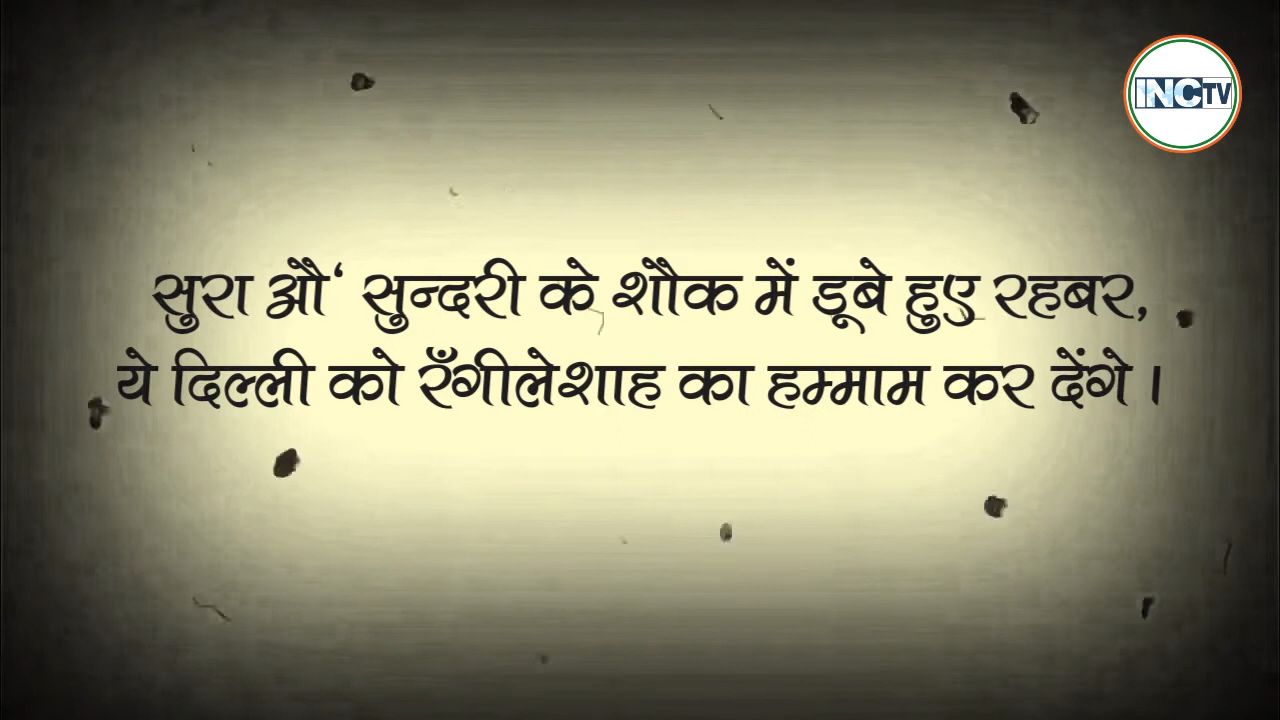 INCTV
सुरा औ‘ सुन्दरी के शौक में डूबे हुए रहबर,
ये दिल्ली को रँगीलेशाह का हम्माम कर देंगे ।